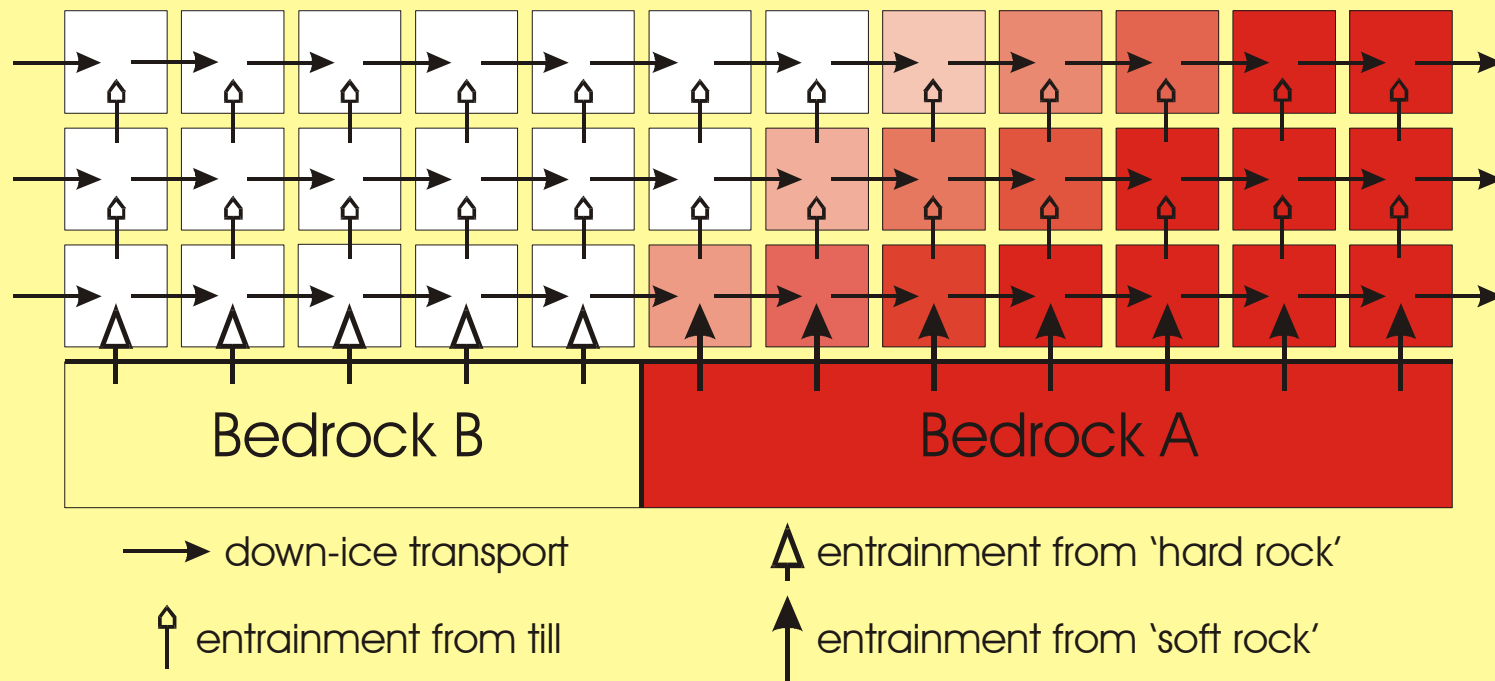 Bedrock B
Bedrock A
down-ice transport
entrainment from ‘hard rock’
entrainment from till
entrainment from ‘soft rock’